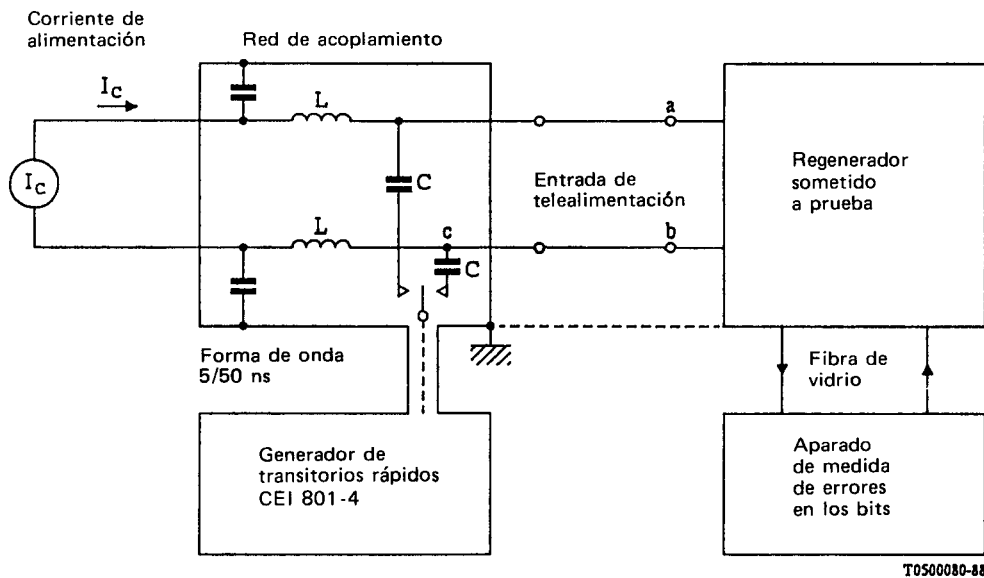 Corriente de
alimentación
Red de acoplamiento
I_C
L
a
C
Entrada de
telealimentación
Regenerador
sometido
a prueba
I_C
L
c
b
C
Forma de onda
5/50 ns
Fibra de
vidrio
Generador de
transitorios rápidos
CEI 801-4
Aparado
de medida
de errores
en los bits
T0500080-88